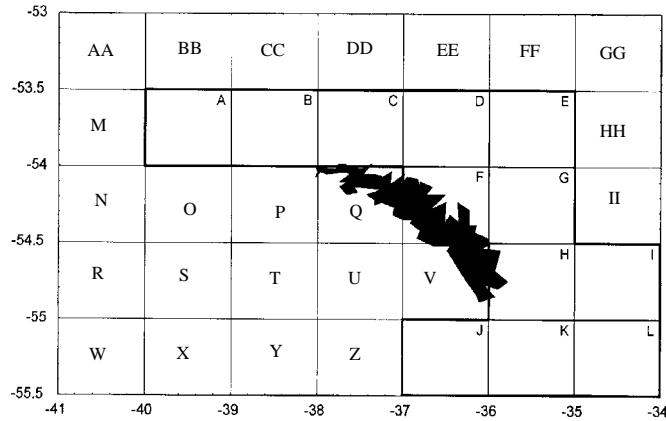 -53
AA BB CC DD EE FF GG
-53.5
A B C D E
M HH
-54
F G
N O P Q II
-54.5
H I
R S T U V
-55
J K L
W X Y Z
-55.5
-41 -40 -39 -38 -37 -36 -35 -34